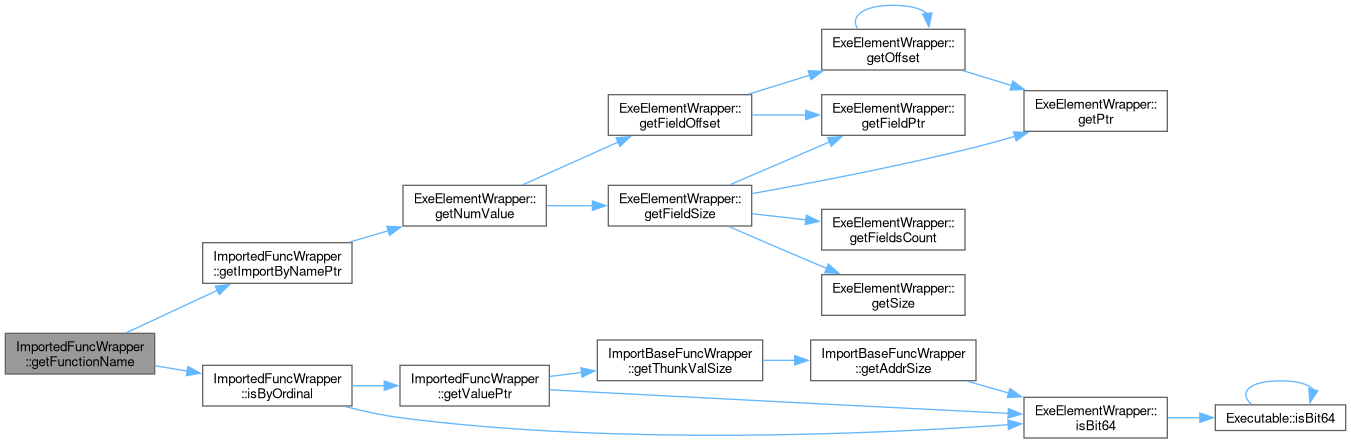 ImportedFuncWrapper
::getFunctionName
ImportedFuncWrapper
::getImportByNamePtr
ExeElementWrapper::
getNumValue
ExeElementWrapper::
getFieldOffset
ExeElementWrapper::
getOffset
ExeElementWrapper::
getFieldPtr
ExeElementWrapper::
getPtr
ExeElementWrapper::
getFieldSize
ExeElementWrapper::
getFieldsCount
ExeElementWrapper::
getSize
ImportedFuncWrapper
::isByOrdinal
ImportedFuncWrapper
::getValuePtr
ImportBaseFuncWrapper
::getThunkValSize
ImportBaseFuncWrapper
::getAddrSize
ExeElementWrapper::
isBit64
Executable::isBit64